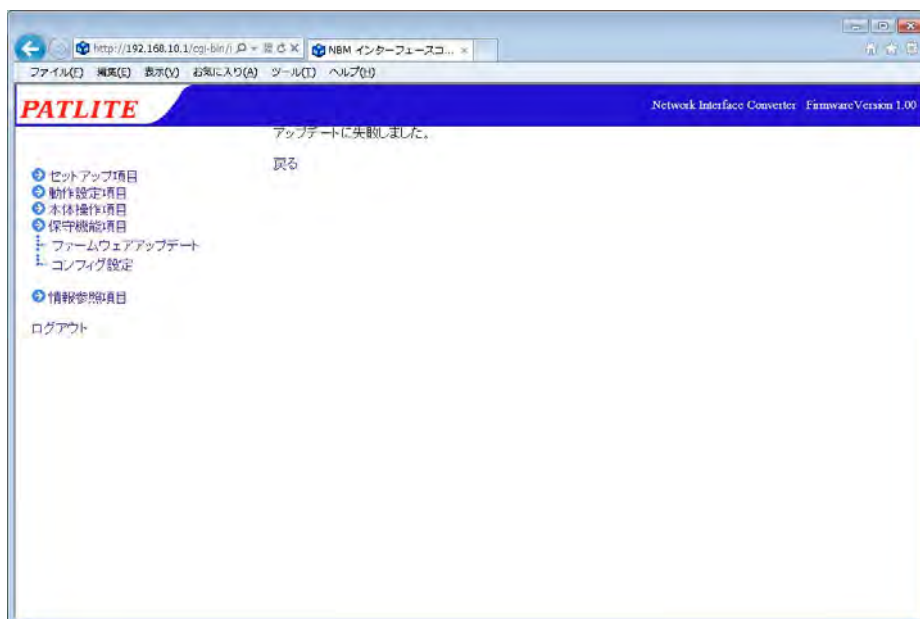 http://192.168.10.1/cgi-bin/i
NBM インターフェースコ...
ファイル(F) 編集(E) 表示(V) お気に入り(A) ツール(T) ヘルプ(H)
PATLITE
Network Interface Converter FirmwareVersion 1.00
アップデートに失敗しました。
戻る
セットアップ項目
動作設定項目
本体操作項目
保守機能項目
ファームウェアアップデート
コンフィグ設定
情報参照項目
ログアウト